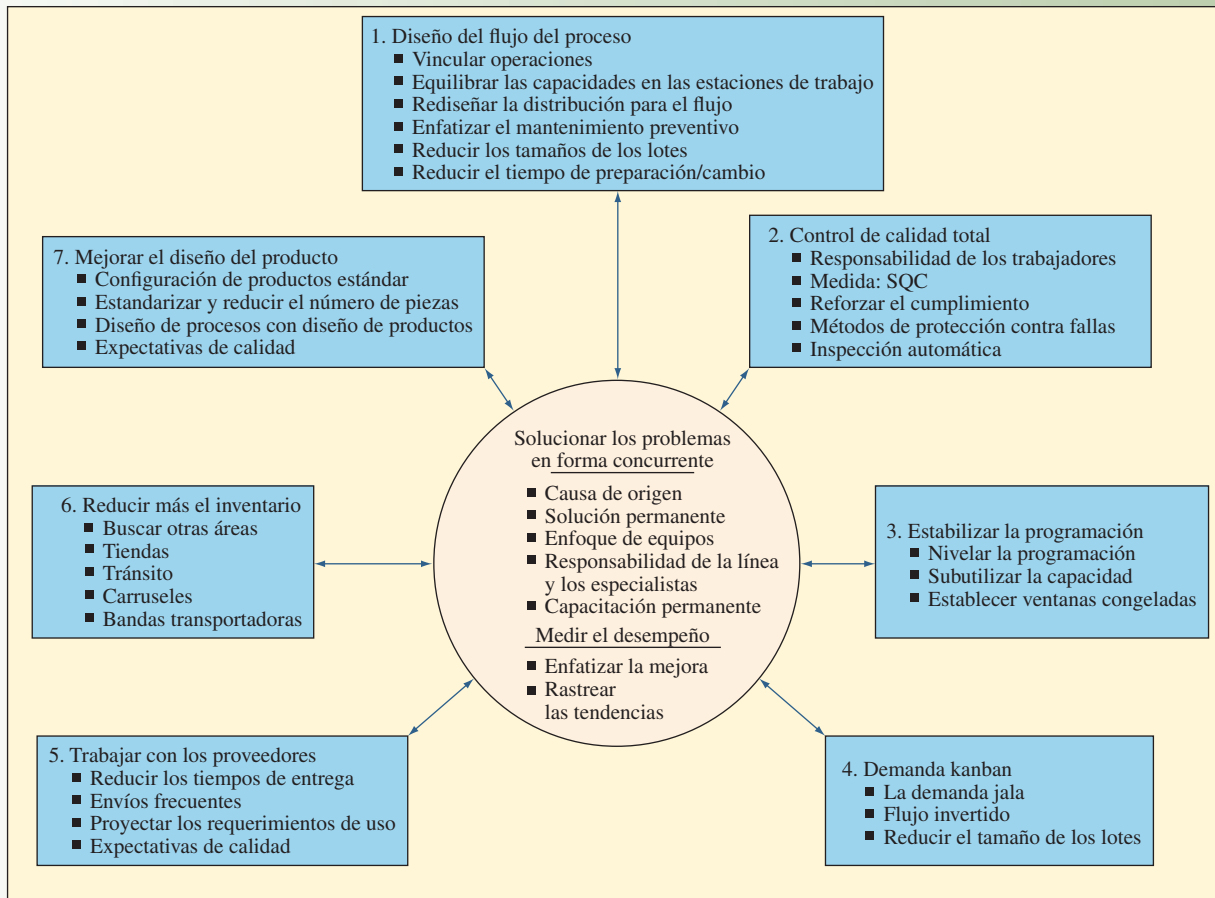 1. Diseño del flujo del proceso
■ Vincular operaciones
■ Equilibrar las capacidades en las estaciones de trabajo
■ Rediseñar la distribución para el flujo
■ Enfatizar el mantenimiento preventivo
■ Reducir los tamaños de los lotes
■ Reducir el tiempo de preparación/cambio
2. Control de calidad total
■ Responsabilidad de los trabajadores
■ Medida: SQC
■ Reforzar el cumplimiento
■ Métodos de protección contra fallas
■ Inspección automática
3. Estabilizar la programación
■ Nivelar la programación
■ Subutilizar la capacidad
■ Establecer ventanas congeladas
4. Demanda kanban
■ La demanda jala
■ Flujo invertido
■ Reducir el tamaño de los lotes
5. Trabajar con los proveedores
■ Reducir los tiempos de entrega
■ Envíos frecuentes
■ Proyectar los requerimientos de uso
■ Expectativas de calidad
6. Reducir más el inventario
■ Buscar otras áreas
■ Tiendas
■ Tránsito
■ Carruseles
■ Bandas transportadoras
7. Mejorar el diseño del producto
■ Configuración de productos estándar
■ Estandarizar y reducir el número de piezas
■ Diseño de procesos con diseño de productos
■ Expectativas de calidad
Solucionar los problemas
en forma concurrente
■ Causa de origen
■ Solución permanente
■ Enfoque de equipos
■ Responsabilidad de la línea
y los especialistas
■ Capacitación permanente
Medir el desempeño
■ Enfatizar la mejora
■ Rastrear
las tendencias